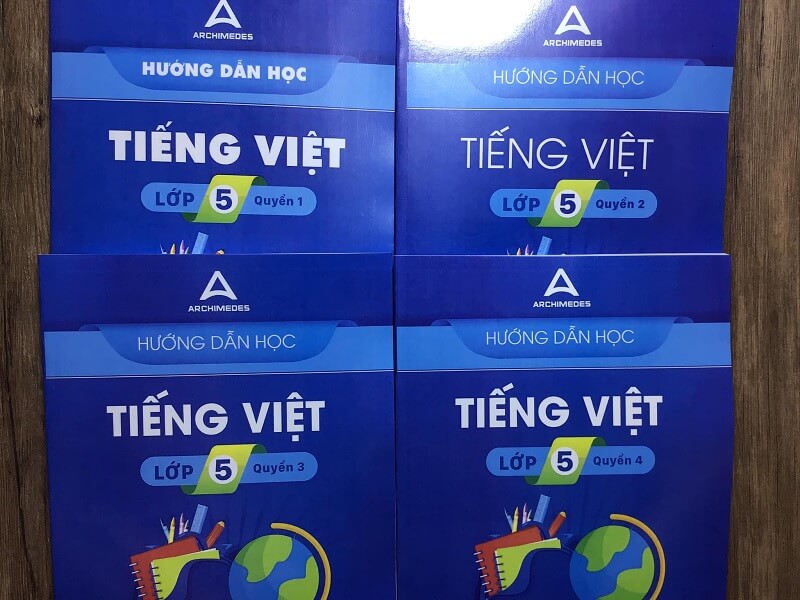 ARCHIMEDES
HƯỚNG DẪN HỌC
TIẾNG VIỆT
LỚP 5 Quyển 1
ARCHIMEDES
HƯỚNG DẪN HỌC
TIẾNG VIỆT
LỚP 5 Quyển 2
ARCHIMEDES
HƯỚNG DẪN HỌC
TIẾNG VIỆT
LỚP 5 Quyển 3
ARCHIMEDES
HƯỚNG DẪN HỌC
TIẾNG VIỆT
LỚP 5 Quyển 4